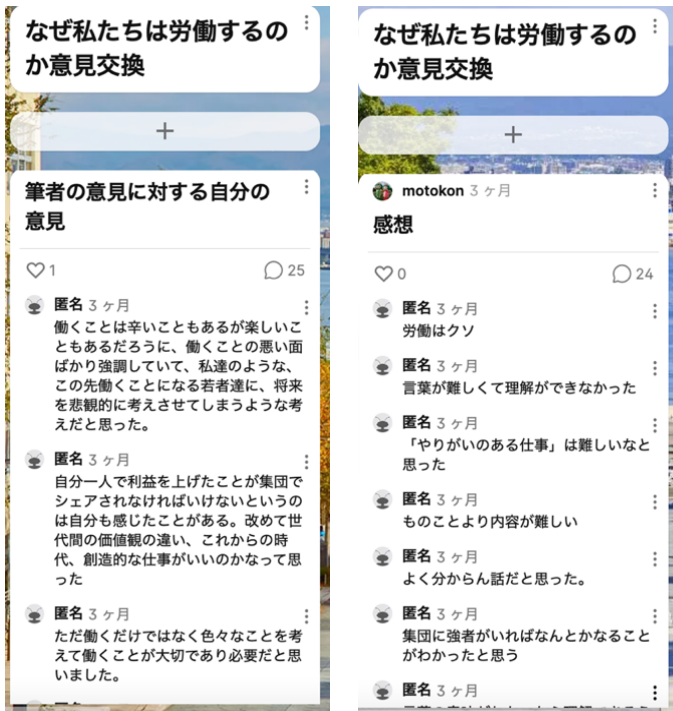 なぜ私たちは労働するの
か意見交換
+
筆者の意見に対する自分の
意見
1
25
匿名 3 ヶ月
働くことは辛いこともあるが楽しいこ
ともあるだろうに、働くことの悪い面
ばかり強調していて、私達のような、
この先働くことになる若者達に、将来
を悲観的に考えさせてしまうような考
えだと思った。
匿名 3 ヶ月
自分一人で利益を上げたことが集団で
シェアされなければいけないというの
は自分も感じたことがある。改めて世
代間の価値観の違い、これからの時
代、創造的な仕事がいいのかなって思
った
匿名 3 ヶ月
ただ働くだけではなく色々なことを考
えて働くことが大切であり必要だと思
いました。
なぜ私たちは労働するの
か意見交換
+
motokon 3 ヶ月
感想
0
24
匿名 3 ヶ月
労働はクソ
匿名 3 ヶ月
言葉が難しくて理解ができなかった
匿名 3 ヶ月
「やりがいのある仕事」は難しいなと
思った
匿名 3 ヶ月
ものことより内容が難しい
匿名 3 ヶ月
よく分からん話だと思った。
匿名 3 ヶ月
集団に強者がいればなんとかなること
がわかったと思う
匿名 3 ヶ月